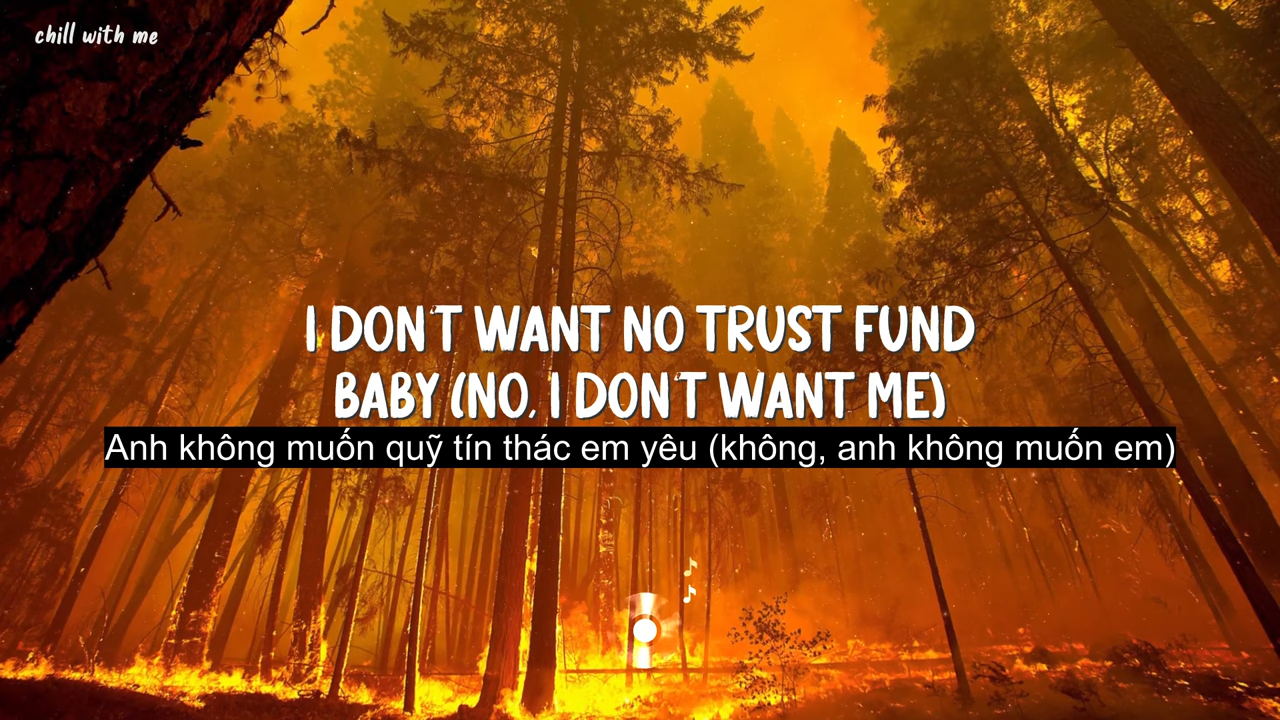 chill with me
I DON'T WANT NO TRUST FUND
BABY (NO, I DON'T WANT ME)
Anh không muốn quỹ tín thác em yêu (không, anh không muốn em)